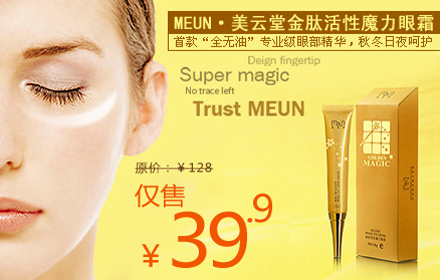 MEUN·美云堂金肽活性魔力眼霜
首款“全无油”专业级眼部精华，秋冬日夜呵护
Deign fingertip
Super magic
No trace left
Trust MEUN
原价：￥128
仅售
￥39.9
GOLDEN
MAGIC